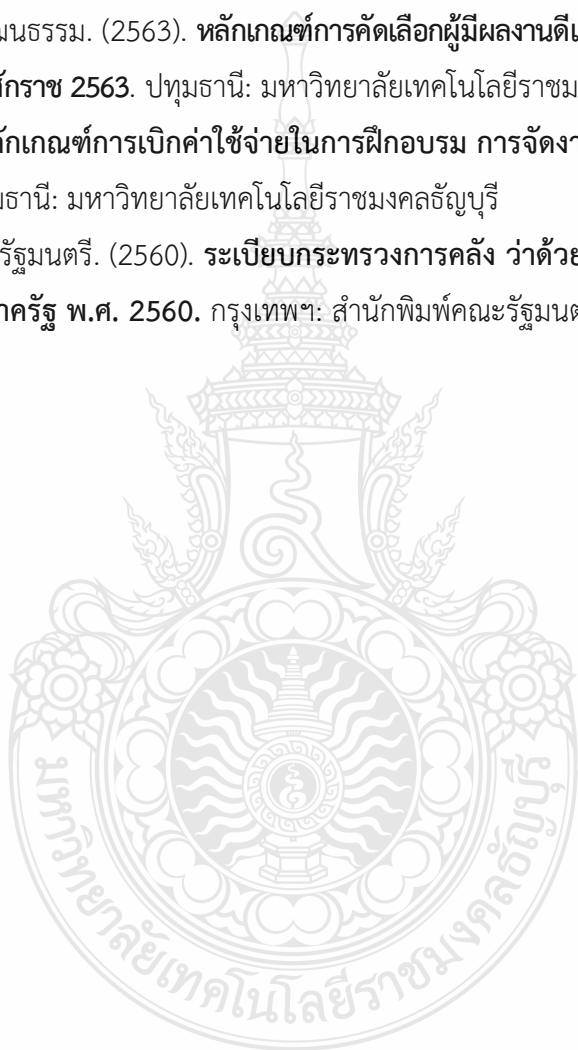 ฒนธรรม. (2563). หลักเกณฑ์การคัดเลือกผู้มีผลงานดีเ
ศักราช 2563. ปทุมธานี: มหาวิทยาลัยเทคโนโลยีราชม
ลักเกณฑ์การเบิกค่าใช้จ่ายในการฝึกอบรม การจัดงา
มธานี: มหาวิทยาลัยเทคโนโลยีราชมงคลธัญบุรี
รัฐมนตรี. (2560). ระเบียบกระทรวงการคลัง ว่าด้วย
าครัฐ พ.ศ. 2560. กรุงเทพฯ: สำนักพิมพ์คณะรัฐมนต
มหาวิทยาลัยเทคโนโลยีราชมงคลธัญบุรี